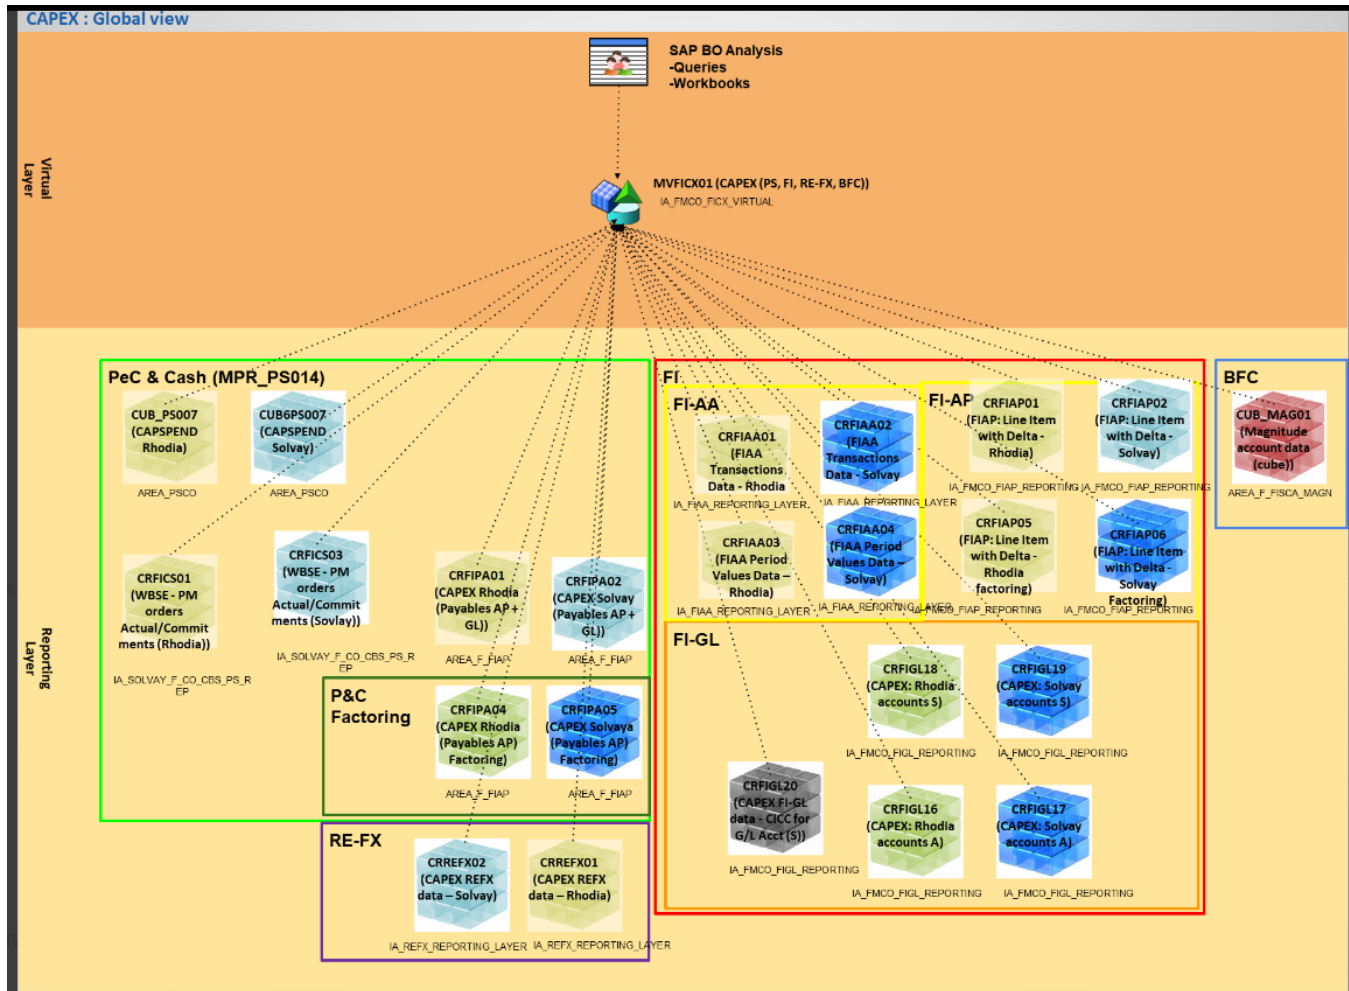 CAPEX : Global view
SAP BO Analysis
-Queries
-Workbooks
Virtual
Layer
MVFICX01 (CAPEX (PS, FI, RE-FX, BFC))
IA_FMCO_FICX_VIRTUAL
Reporting
Layer
PeC & Cash (MPR_PS014)
CUB_PS007
(CAPSPEND
Rhodia)
AREA_PSCO
CUB6PS007
(CAPSPEND
Solvay)
AREA_PSCO
CRFICS01
(WBSE - PM
orders
Actual/Commit
ments (Rhodia))
IA_SOLVAY_F_CO_CBS_PS_R
EP
CRFICS03
(WBSE - PM
orders
Actual/Commit
ments (Sovlay))
IA_SOLVAY_F_CO_CBS_PS_R
EP
CRFIPA01
(CAPEX Rhodia
(Payables AP +
GL))
AREA_F_FIAP
CRFIPA02
(CAPEX Solvay
(Payables AP +
GL))
AREA_F_FIAP
P&C
Factoring
CRFIPA04
(CAPEX Rhodia
(Payables AP)
Factoring)
AREA_F_FIAP
CRFIPA05
(CAPEX Solvaya
(Payables AP)
Factoring)
AREA_F_FIAP
RE-FX
CRREFX02
(CAPEX REFX
data – Solvay)
IA_REFX_REPORTING_LAYER
CRREFX01
(CAPEX REFX
data – Rhodia)
IA_REFX_REPORTING_LAYER
FI
FI-AA
CRFIAA01
(FIAA
Transactions
Data - Rhodia
IA_FIAA_REPORTING_LAYER
CRFIAA02
(FIAA
Transactions
Data - Solvay
IA_FIAA_REPORTING_LAYER
CRFIAA03
(FIAA Period
Values Data –
Rhodia)
IA_FIAA_REPORTING_LAYER
CRFIAA04
(FIAA Period
Values Data –
Solvay)
IA_FIAA_REPORTING_LAYER
FI-AP
CRFIAP01
(FIAP: Line Item
with Delta -
Rhodia)
IA_FMCO_FIAP_REPORTING
CRFIAP02
(FIAP: Line Item
with Delta -
Solvay)
IA_FMCO_FIAP_REPORTING
CRFIAP05
(FIAP: Line Item
with Delta -
Rhodia
factoring)
IA_FMCO_FIAP_REPORTING
CRFIAP06
(FIAP: Line Item
with Delta -
Solvay
Factoring)
IA_FMCO_FIAP_REPORTING
FI-GL
CRFIGL18
(CAPEX: Rhodia
accounts S)
IA_FMCO_FIGL_REPORTING
CRFIGL19
(CAPEX: Solvay
accounts S)
IA_FMCO_FIGL_REPORTING
CRFIGL20
(CAPEX FI-GL
data - CICC for
G/L Acct (S))
IA_FMCO_FIGL_REPORTING
CRFIGL16
(CAPEX: Rhodia
accounts A)
IA_FMCO_FIGL_REPORTING
CRFIGL17
(CAPEX: Solvay
accounts A)
IA_FMCO_FIGL_REPORTING
BFC
CUB_MAG01
(Magnitude
account data
(cube))
AREA_F_FISCA_MAGN